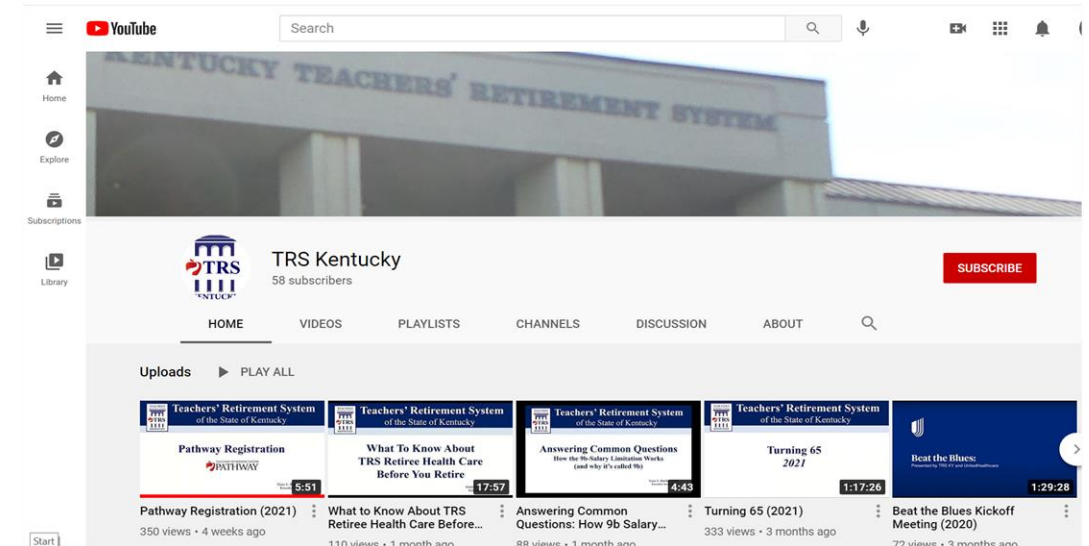 YouTube
Search
KENTUCKY TEACHERS' RETIREMENT SYSTEM
Home
Explore
Subscriptions
Library
TRS
KENTUCKY
TRS Kentucky
58 subscribers
SUBSCRIBE
HOME VIDEOS PLAYLISTS CHANNELS DISCUSSION ABOUT
Uploads PLAY ALL
Teachers' Retirement System
of the State of Kentucky
Pathway Registration
PATHWAY
5:51
Pathway Registration (2021)
350 views • 4 weeks ago
Teachers' Retirement System
of the State of Kentucky
What To Know About
TRS Retiree Health Care
Before You Retire
17:57
What to Know About TRS
Retiree Health Care Before...
110 views • 1 month ago
Teachers' Retirement System
of the State of Kentucky
Answering Common Questions
How the 9b-Salary Limitation Works
(and why it's called 9b)
4:43
Answering Common
Questions: How 9b Salary...
88 views • 1 month ago
Teachers' Retirement System
of the State of Kentucky
Turning 65
2021
1:17:26
Turning 65 (2021)
333 views • 3 months ago
Beat the Blues:
Presented by TRS KY and UnitedHealthcare
1:29:28
Beat the Blues Kickoff
Meeting (2020)
72 views • 3 months ago
Start